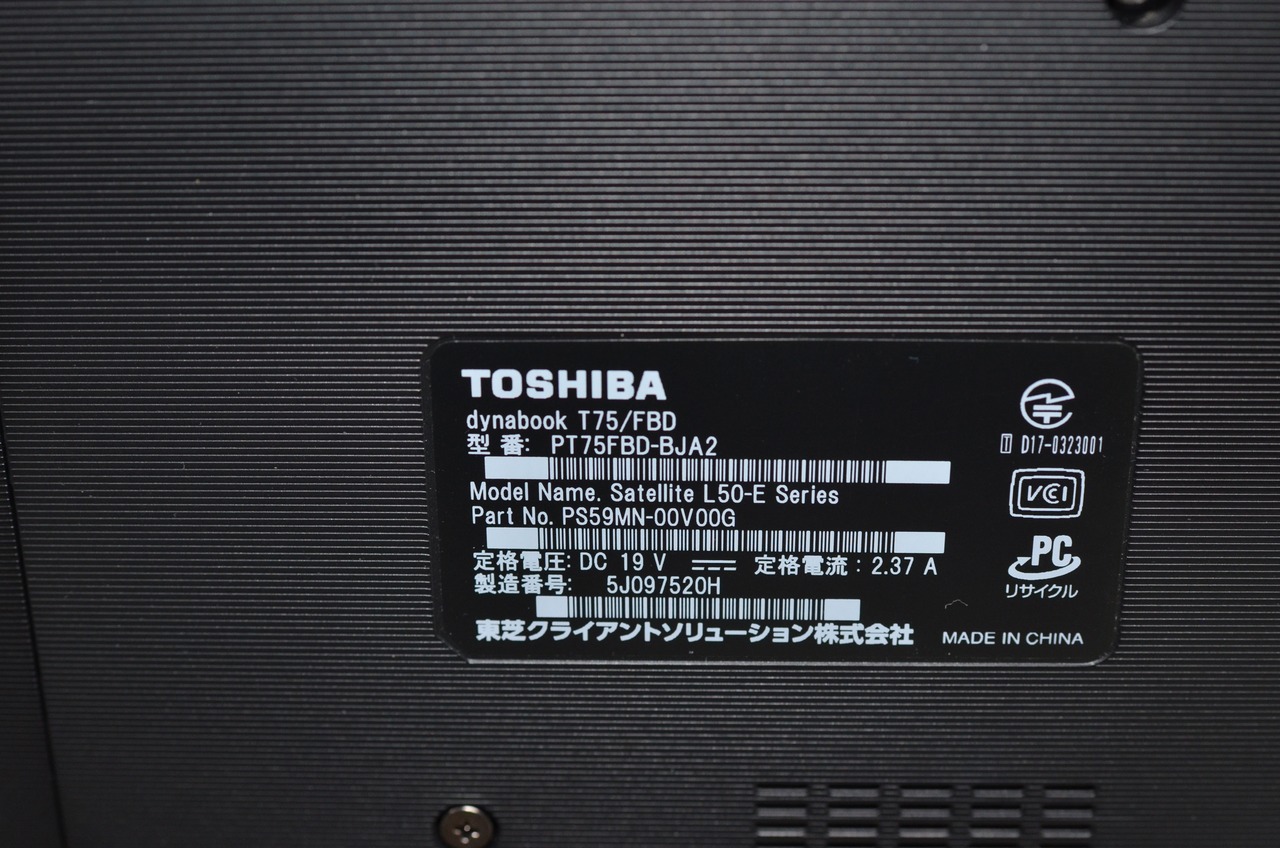 TOSHIBA
dynabook T75/FBD
型 番: PT75FBD-BJA2
Model Name. Satellite L50-E Series
Part No. PS59MN-00V00G
定格電圧: DC 19 V 定格電流: 2.37 A
製造番号: 5J097520H
東芝クライアントソリューション株式会社
T D17-0323001
VCI
PC
リサイクル
MADE IN CHINA